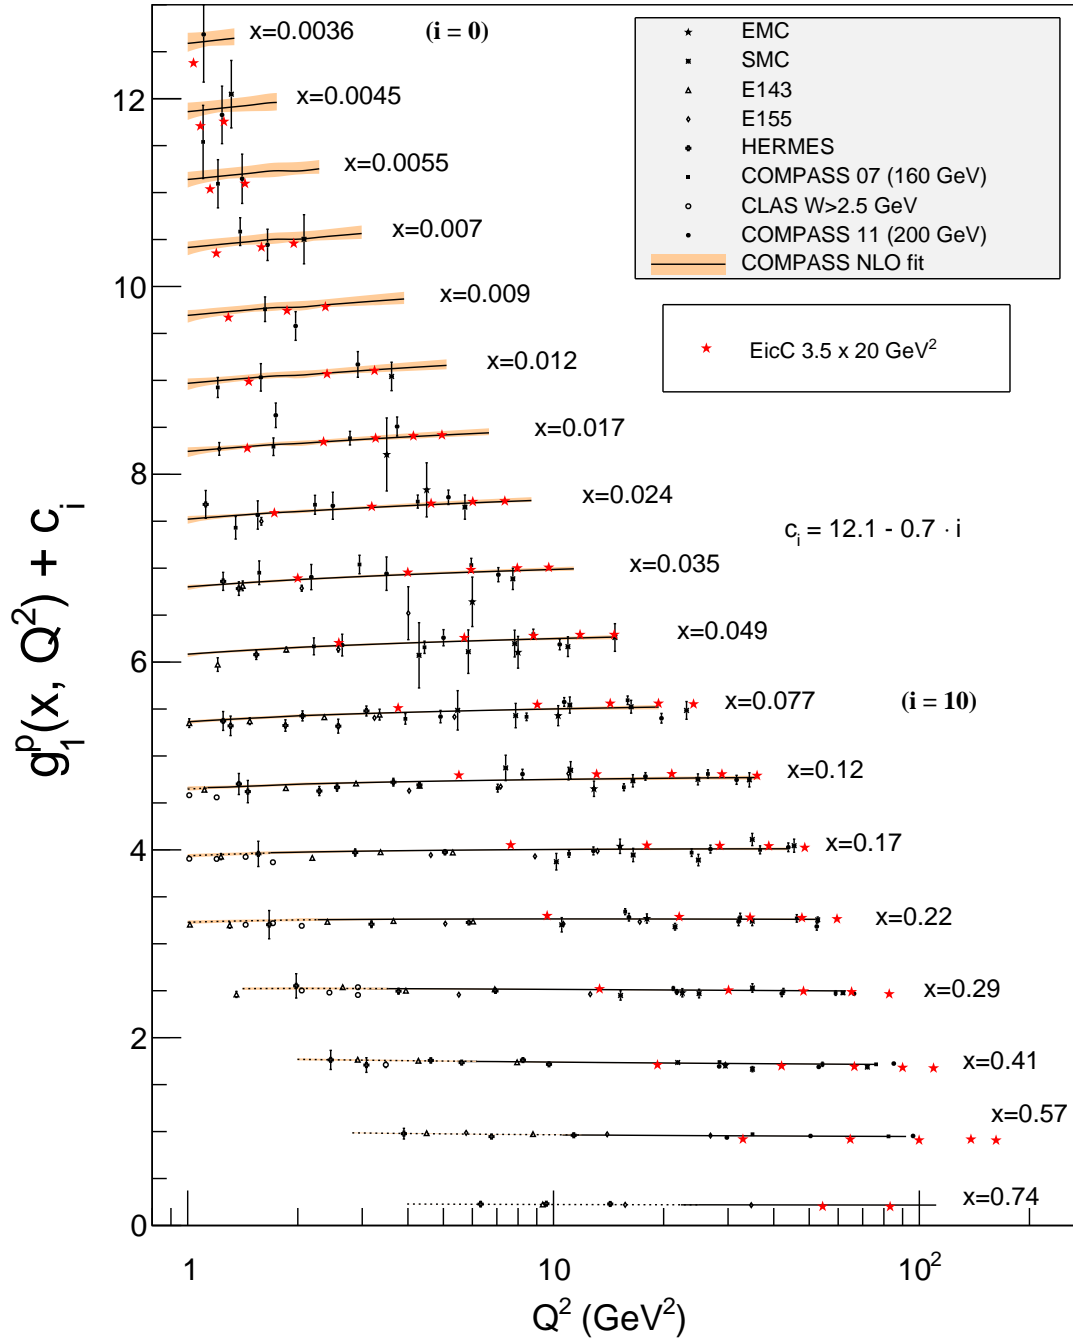 x=0.0036
(i = 0)
x=0.0045
x=0.0055
x=0.007
x=0.009
x=0.012
x=0.017
x=0.024
x=0.035
x=0.049
x=0.077
(i = 10)
x=0.12
x=0.17
x=0.22
x=0.29
x=0.41
x=0.57
x=0.74
EMC
SMC
E143
E155
HERMES
COMPASS 07 (160 GeV)
CLAS W>2.5 GeV
COMPASS 11 (200 GeV)
COMPASS NLO fit
EicC 3.5 x 20 GeV²
cᵢ = 12.1 - 0.7 · i
g₁ᵖ(x, Q²) + cᵢ
12
10
8
6
4
2
0
1
10
10²
Q² (GeV²)